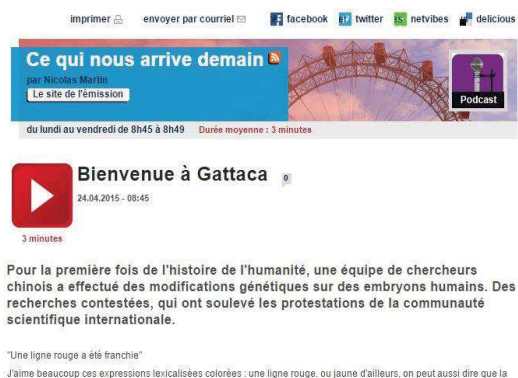 imprimer envoyer par courriel facebook twitter netvibes delicious
Ce qui nous arrive demain
par Nicolas Martin
Le site de l'émission
Podcast
du lundi au vendredi de 8h45 à 8h49 Durée moyenne : 3 minutes
Bienvenue à Gattaca 0
24.04.2015 - 08:45
3 minutes
Pour la première fois de l'histoire de l'humanité, une équipe de chercheurs
chinois a effectué des modifications génétiques sur des embryons humains. Des
recherches contestées, qui ont soulevé les protestations de la communauté
scientifique internationale.
"Une ligne rouge a été franchie"
J'aime beaucoup ces expressions lexicalisées colorées : une ligne rouge, ou jaune d'ailleurs, on peut aussi dire que la